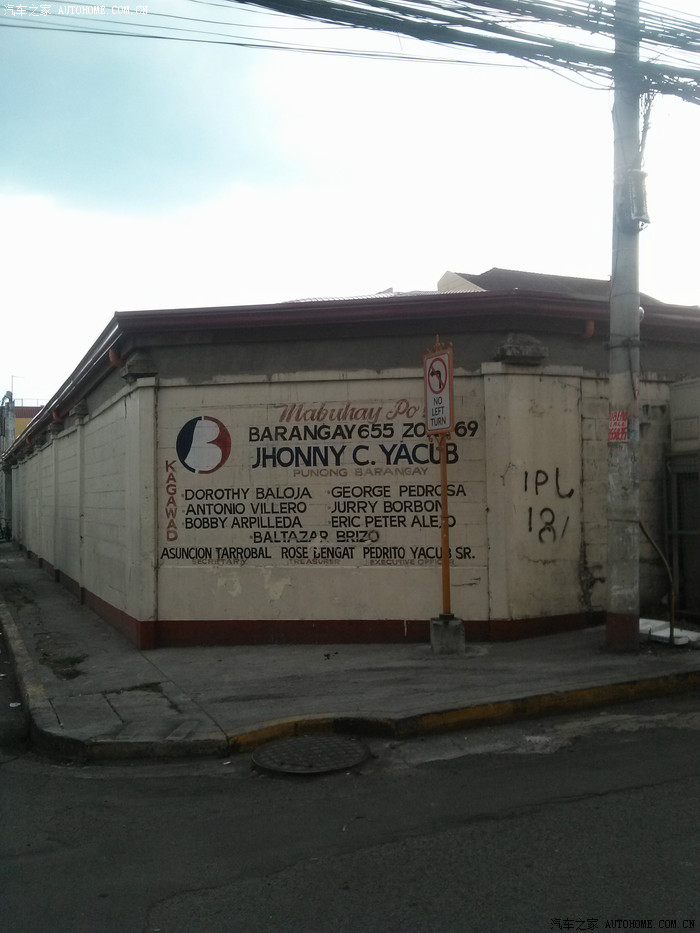 汽车之家 AUTOHOME.COM.CN
Mabuhay Po
BARANGAY 655 ZO 69
JHONNY C. YACUB
PUNONG BARANGAY
KAGAWAD
DOROTHY BALOJA GEORGE PEDROSA
ANTONIO VILLERO JURRY BORBON
BOBBY ARPILLEDA ERIC PETER ALEJO
BALTAZAR BRIZO
ASUNCION TARROBAL ROSE DENGAT PEDRITO YACUB SR.
SECRETARY TREASURER EXECUTIVE OFFICER
NO
LEFT
TURN
IPL
181
汽车之家 AUTOHOME.COM.CN